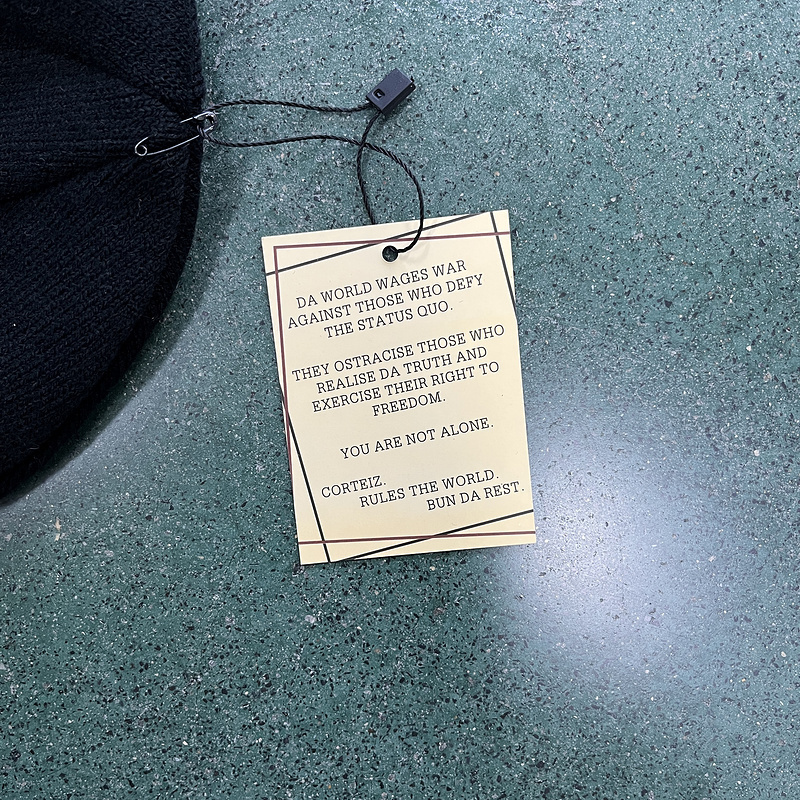 DA WORLD WAGES WAR
AGAINST THOSE WHO DEFY
THE STATUS QUO.
THEY OSTRACISE THOSE WHO
REALISE DA TRUTH AND
EXERCISE THEIR RIGHT TO
FREEDOM.
YOU ARE NOT ALONE.
CORTEIZ.
RULES THE WORLD.
BUN DA REST.